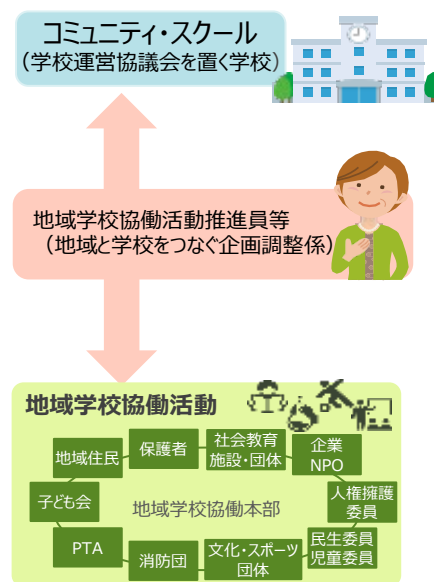 コミュニティ・スクール
(学校運営協議会を置く学校)
地域学校協働活動推進員等
(地域と学校をつなぐ企画調整係)
地域学校協働活動
地域住民
保護者
社会教育
施設・団体
企業
NPO
子ども会
地域学校協働本部
人権擁護
委員
PTA
消防団
文化・スポーツ
団体
民生委員
児童委員